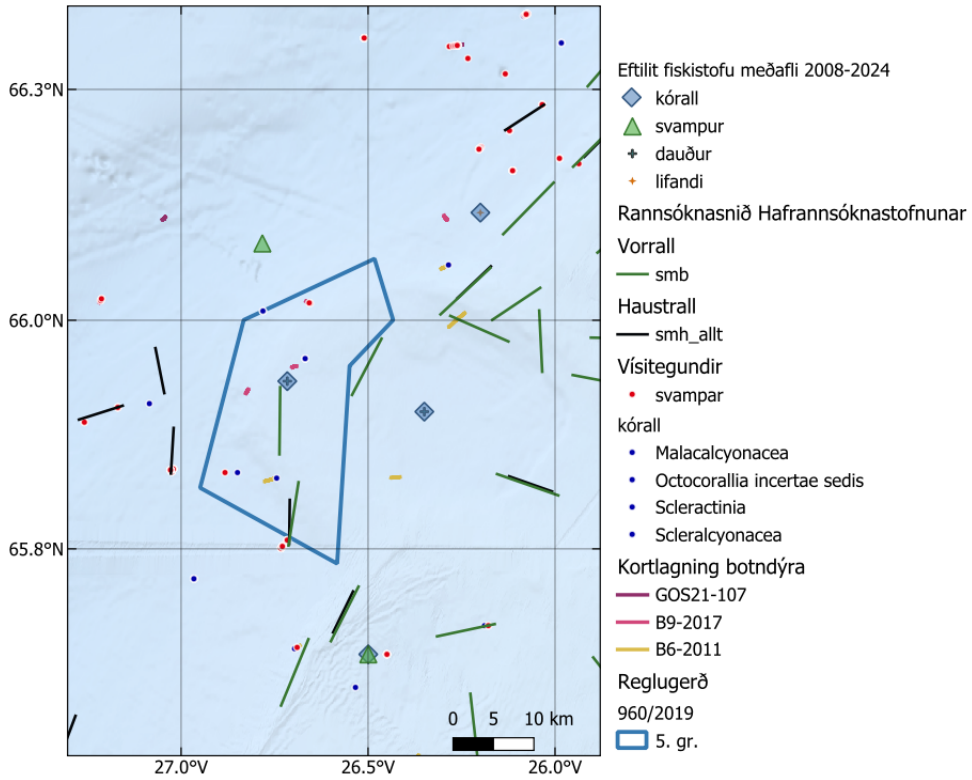 66.3°N
66.0°N
65.8°N
27.0°V
26.5°V
26.0°V
0 5 10 km
Eftilit fiskistofu meðafli 2008-2024
kórall
svampur
dauður
lifandi
Rannsóknasnið Hafrannsóknastofnunar
Vorrall
smb
Haustrall
smh_allt
Vísitegundir
svampar
kórall
Malacalcyonacea
Octocorallia incertae sedis
Scleractinia
Scleralcyonacea
Kortlagning botndýra
GOS21-107
B9-2017
B6-2011
Reglugerð
960/2019
5. gr.